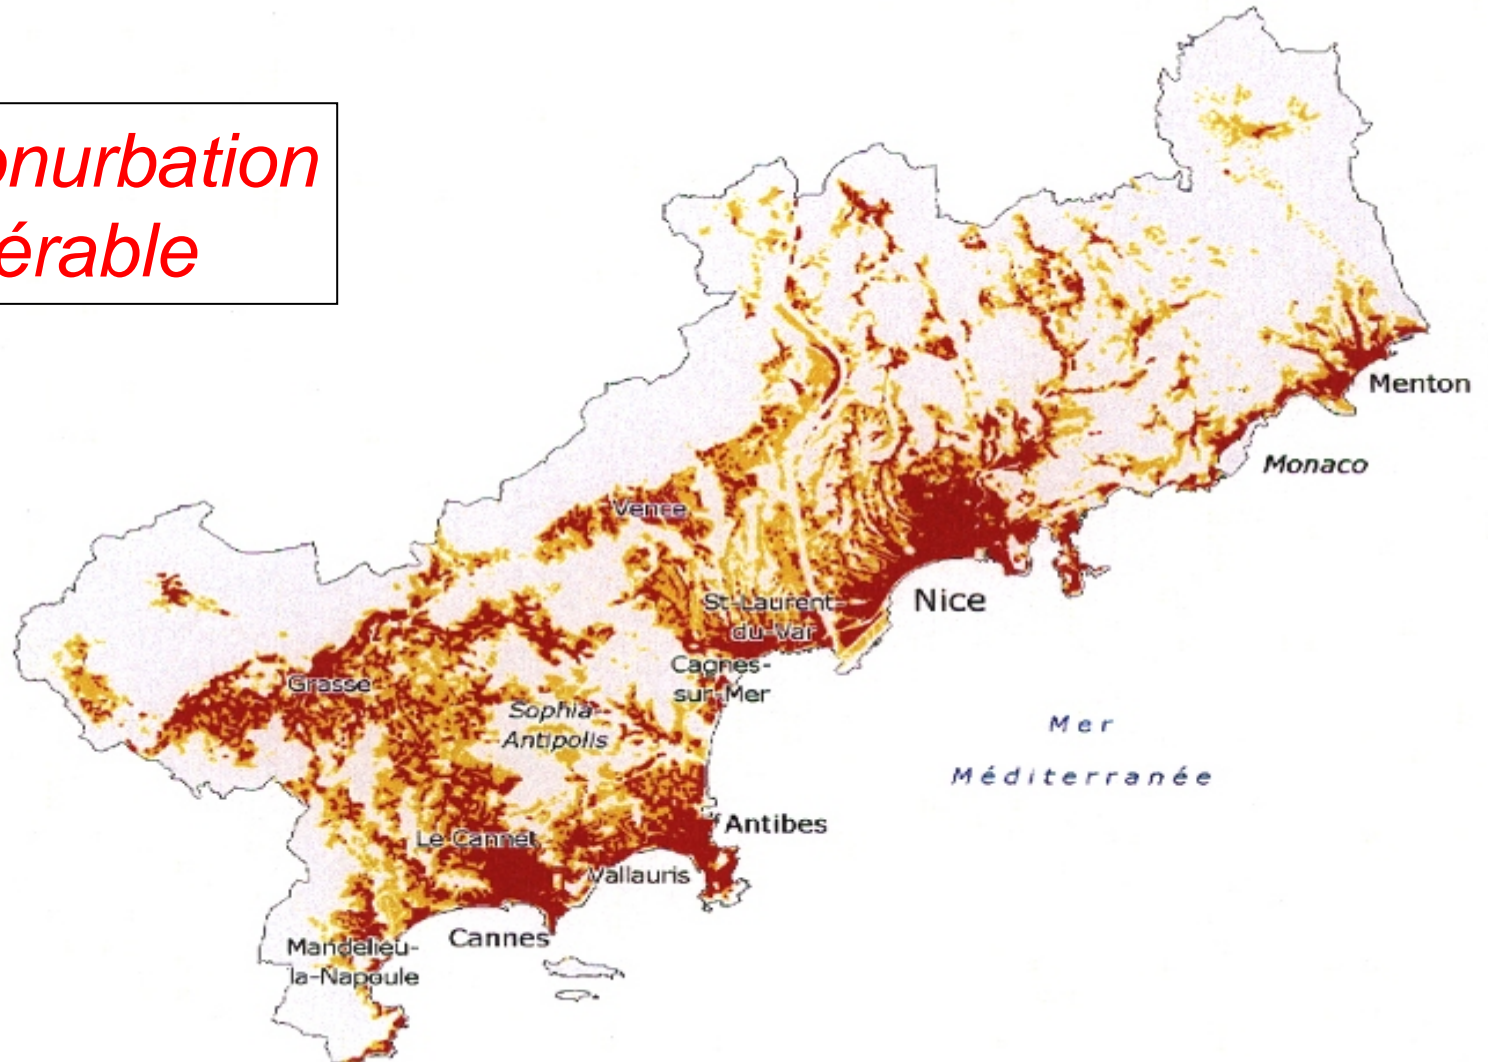 onurbation
érable
Menton
Monaco
Vence
Nice
St-Laurent-
du-Var
Cagnes-
sur-Mer
Grasse
Sophia-
Antipolis
Mer
Méditerranée
Antibes
Le Cannet
Vallauris
Cannes
Mandelieu-
la-Napoule